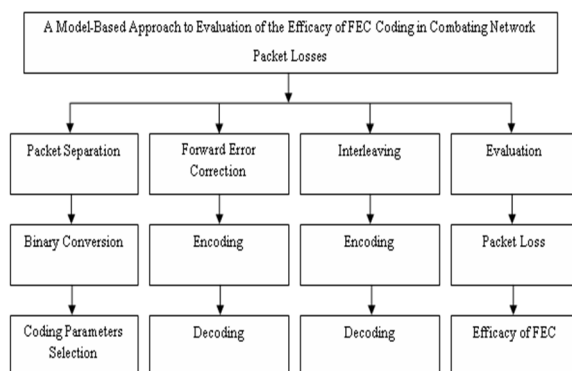 A Model-Based Approach to Evaluation of the Efficacy of FEC Coding in Combating Network
Packet Losses
Packet Separation
Forward Error
Correction
Interleaving
Evaluation
Binary Conversion
Encoding
Encoding
Packet Loss
Coding Parameters
Selection
Decoding
Decoding
Efficacy of FEC